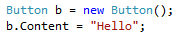 Button b = new Button();
b.Content = "Hello";